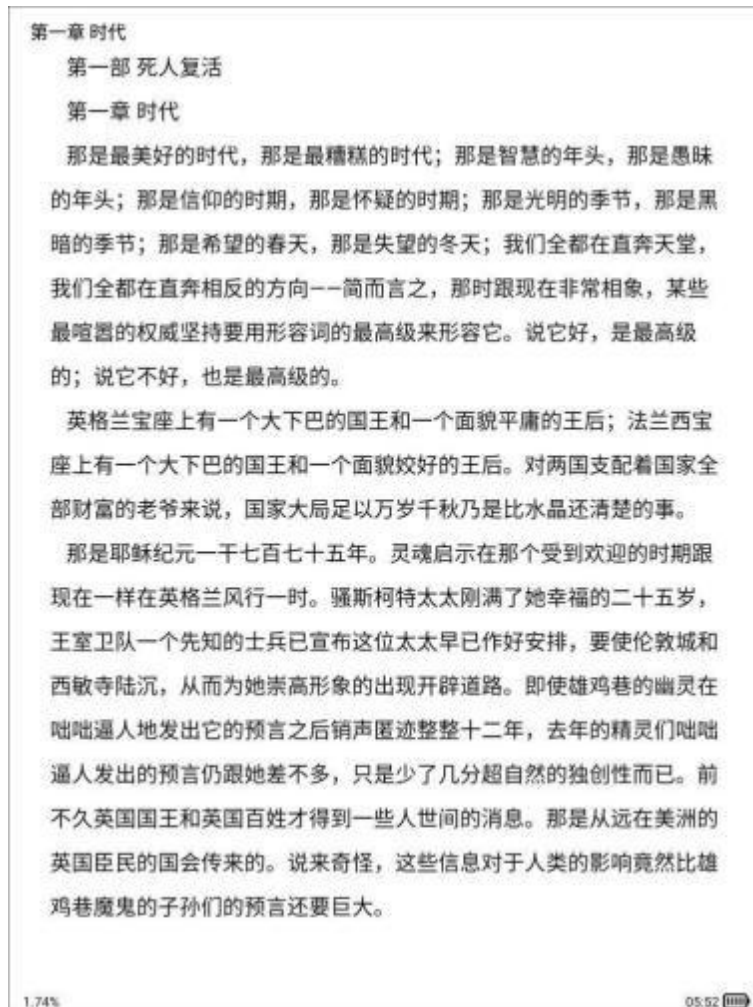 第一章 时代
第一部 死人复活
第一章 时代
那是最美好的时代，那是最糟糕的时代；那是智慧的年头，那是愚昧
的年头；那是信仰的时期，那是怀疑的时期；那是光明的季节，那是黑
暗的季节；那是希望的春天，那是失望的冬天；我们全都在直奔天堂，
我们全都在直奔相反的方向——简而言之，那时跟现在非常相象，某些
最喧嚣的权威坚持要用形容词的最高级来形容它。说它好，是最高级
的；说它不好，也是最高级的。
英格兰宝座上有一个大下巴的国王和一个面貌平庸的王后；法兰西宝
座上有一个大下巴的国王和一个面貌姣好的王后。对两国支配着国家全
部财富的老爷来说，国家大局足以万岁千秋乃是比水晶还清楚的事。
那是耶稣纪元一干七百七十五年。灵魂启示在那个受到欢迎的时期跟
现在一样在英格兰风行一时。骚斯柯特太太刚满了她幸福的二十五岁，
王室卫队一个先知的士兵已宣布这位太太早已作好安排，要使伦敦城和
西敏寺陆沉，从而为她崇高形象的出现开辟道路。即使雄鸡巷的幽灵在
咄咄逼人地发出它的预言之后销声匿迹整整十二年，去年的精灵们咄咄
逼人发出的预言仍跟她差不多，只是少了几分超自然的独创性而已。前
不久英国国王和英国百姓才得到一些人世间的消息。那是从远在美洲的
英国臣民的国会传来的。说来奇怪，这些信息对于人类的影响竟然比雄
鸡巷魔鬼的子孙们的预言还要巨大。
1.74%
05:52